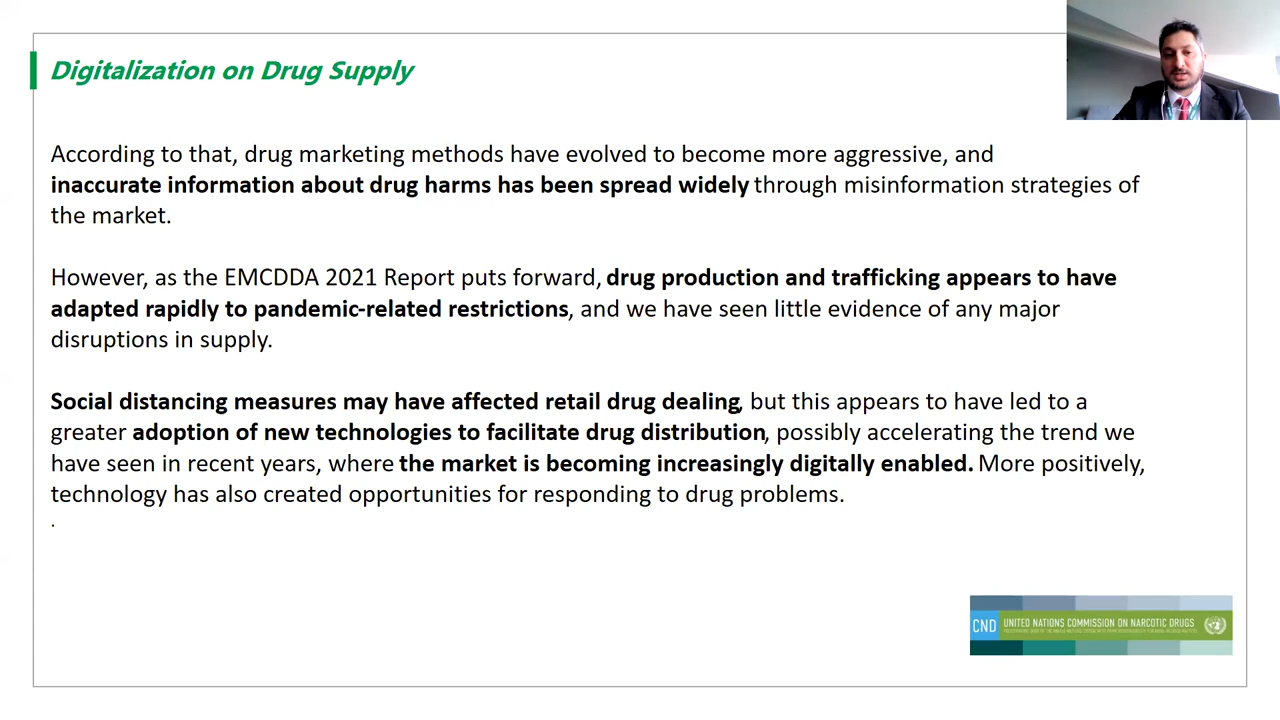 Digitalization on Drug Supply
According to that, drug marketing methods have evolved to become more aggressive, and
inaccurate information about drug harms has been spread widely through misinformation strategies of
the market.
However, as the EMCDDA 2021 Report puts forward, drug production and trafficking appears to have
adapted rapidly to pandemic-related restrictions, and we have seen little evidence of any major
disruptions in supply.
Social distancing measures may have affected retail drug dealing, but this appears to have led to a
greater adoption of new technologies to facilitate drug distribution, possibly accelerating the trend we
have seen in recent years, where the market is becoming increasingly digitally enabled. More positively,
technology has also created opportunities for responding to drug problems.
.
CND UNITED NATIONS COMMISSION ON NARCOTIC DRUGS